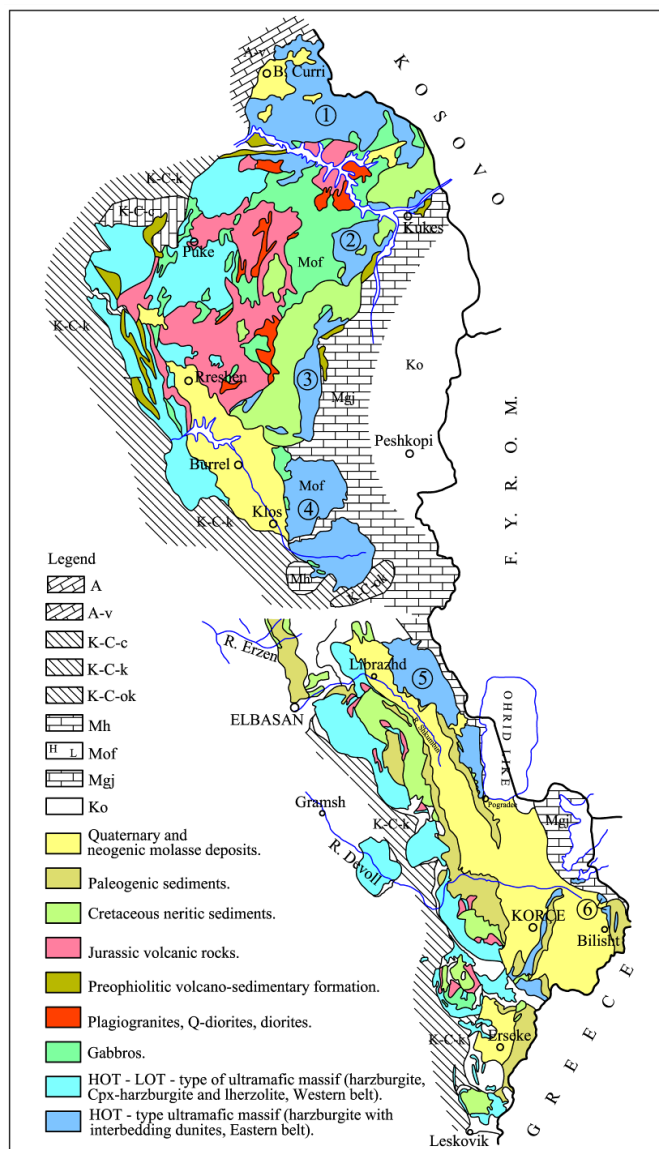 A-v
B. Curri
K O S O V O
1
K-C-k
K-C-c
Kukes
2
Puke
Mof
K-C-k
Ko
Rreshen
3
Mgj
Peshkopi
F. Y. R. O. M.
Burrel
Mof
4
K-C-k
Klos
Mh
K-C-ok
Legend
A
A-v
K-C-c
K-C-k
K-C-ok
Mh
H L Mof
Mgj
Ko
Quaternary and
neogenic molasse deposits.
Paleogenic sediments.
Cretaceous neritic sediments.
Jurassic volcanic rocks.
Preophiolitic volcano-sedimentary formation.
Plagiogranites, Q-diorites, diorites.
Gabbros.
HOT - LOT - type of ultramafic massif (harzburgite,
Cpx-harzburgite and lherzolite, Western belt).
HOT - type ultramafic massif (harzburgite with
interbedding dunites, Eastern belt).
R. Erzen
Librazhd
5
ELBASAN
R. Shkumbin
OHRID LIKE
Pogradec
Gramsh
K-C-k
Mgj
R. Devoll
6
KORÇE
Bilisht
K-C-k
Erseke
G R E E C E
Leskovik